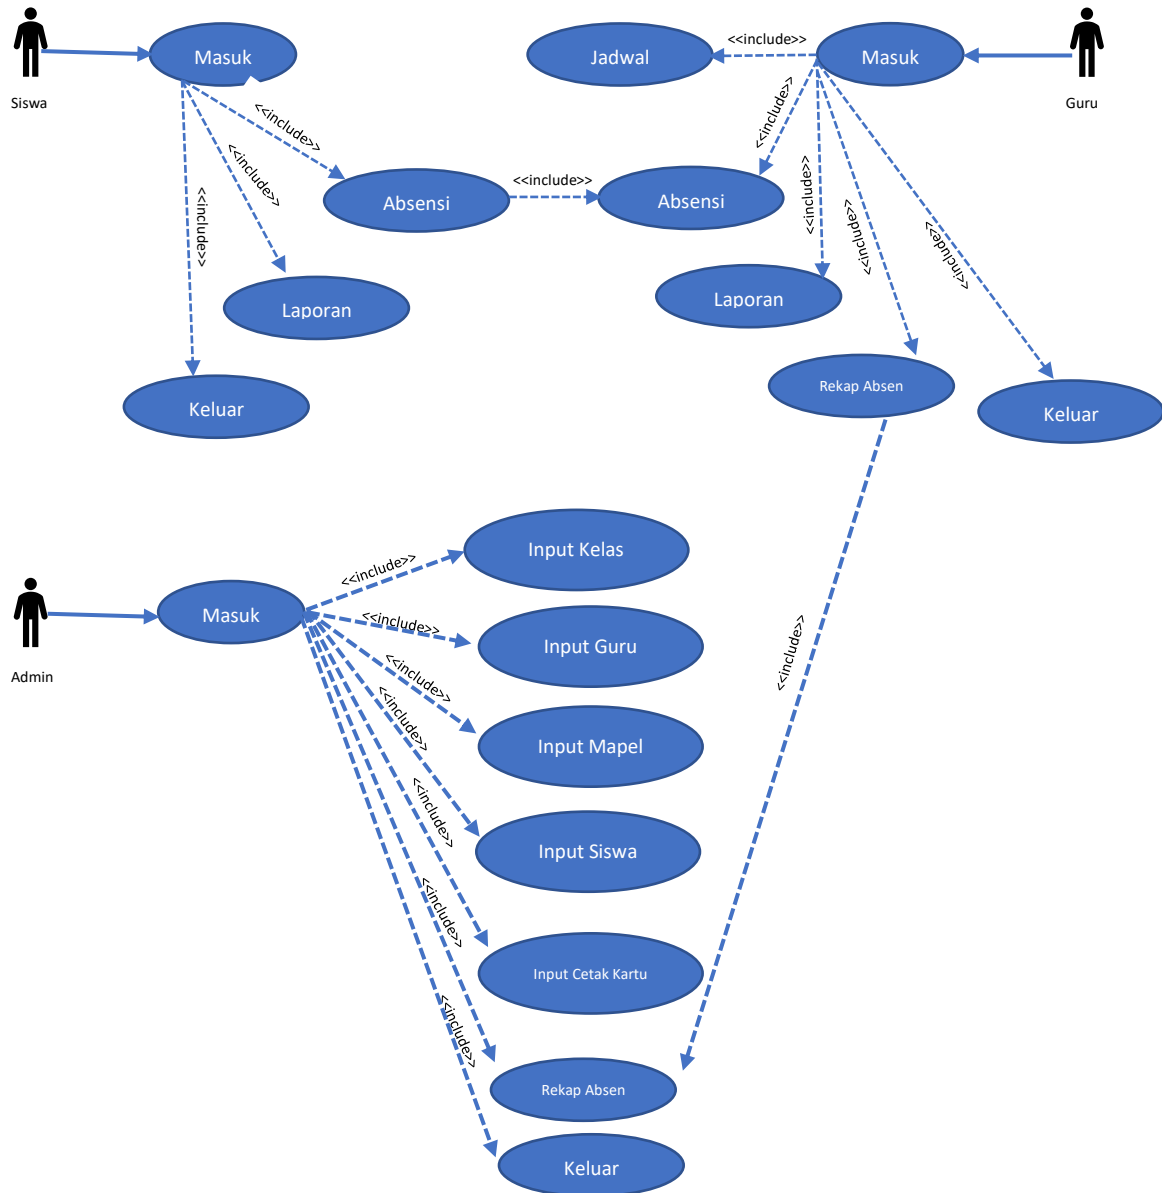 Siswa
Masuk
Jadwal
<<include>>
Masuk
Guru
<<include>>
<<include>>
<<include>>
Absensi
<<include>>
Absensi
<<include>>
<<include>>
<<include>>
<<include>>
Laporan
Keluar
Laporan
<<include>>
Rekap Absen
Keluar
Admin
Masuk
<<include>>
Input Kelas
<<include>>
Input Guru
<<include>>
<<include>>
Input Mapel
<<include>>
Input Siswa
<<include>>
Input Cetak Kartu
<<include>>
Rekap Absen
<<include>>
Keluar